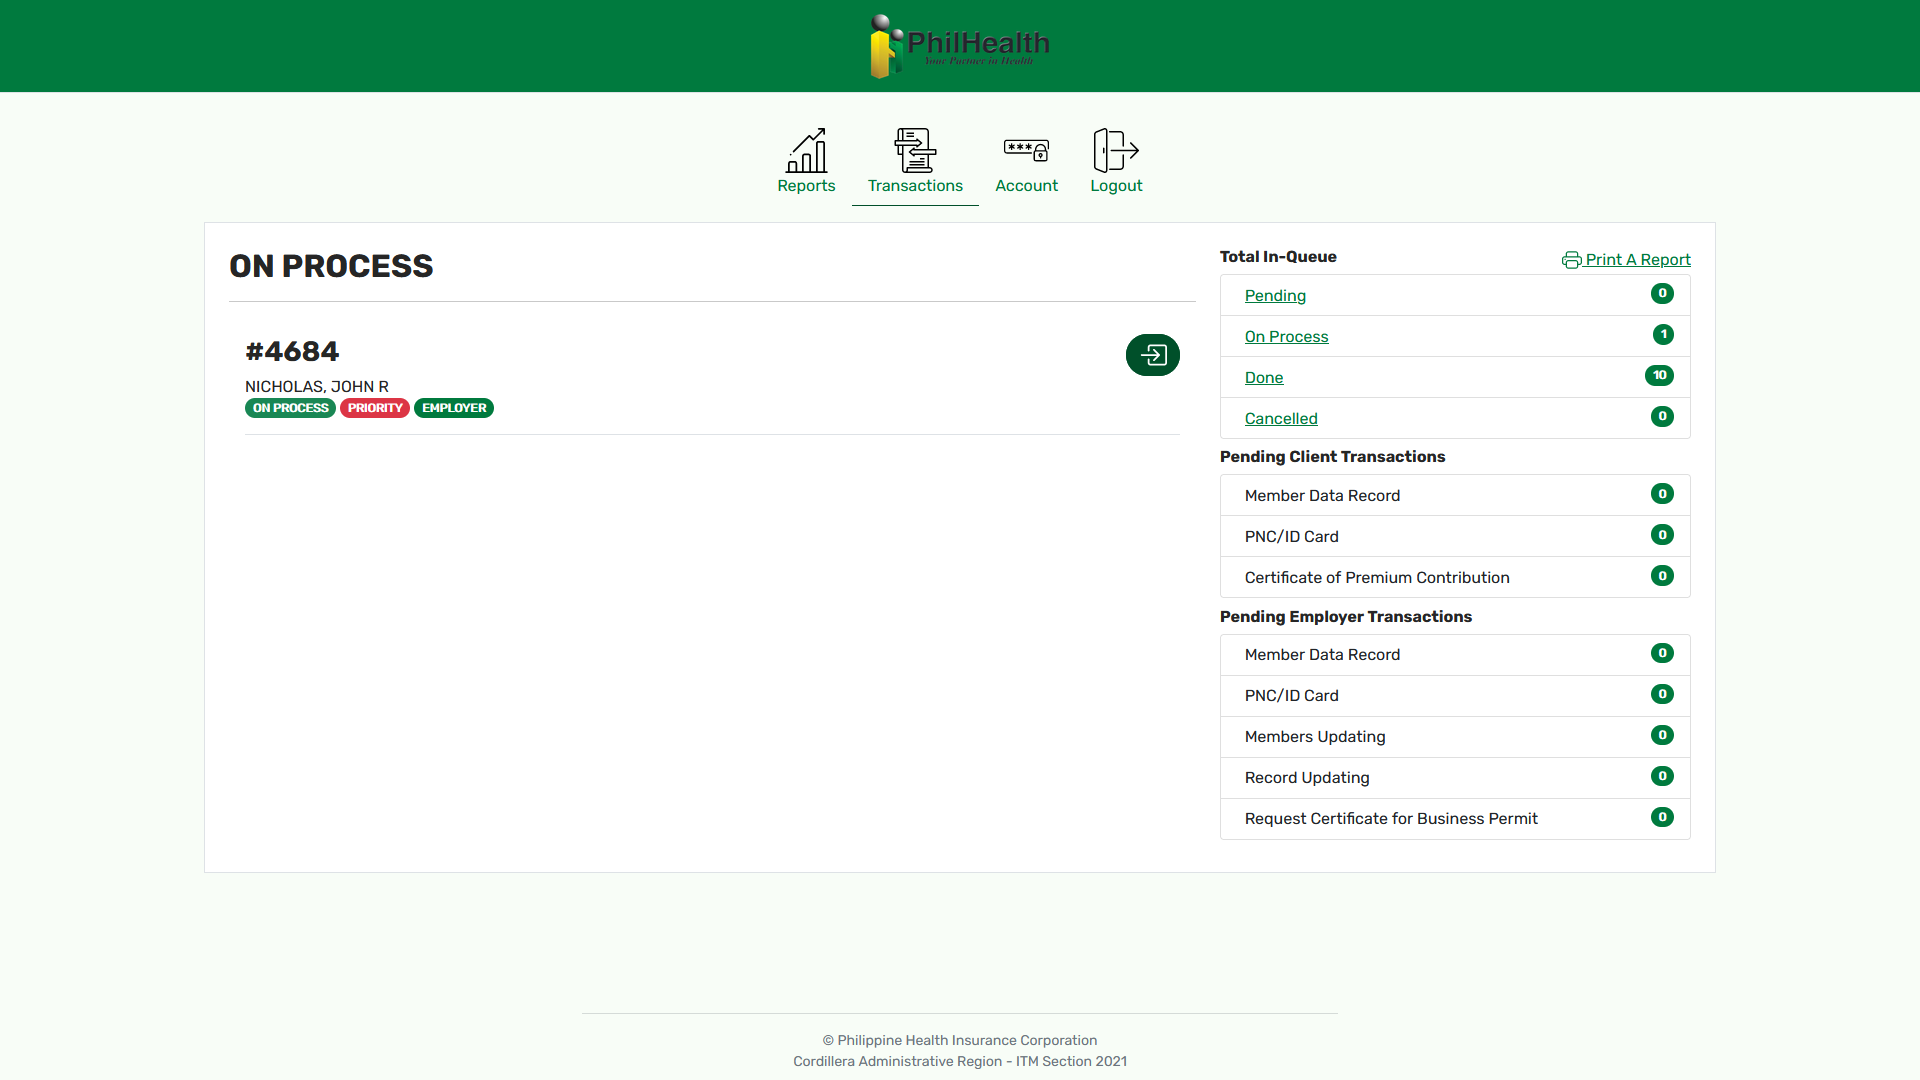 PhilHealth
Your Partner in Health
Reports
Transactions
***
Account
Logout
ON PROCESS
#4684
NICHOLAS, JOHN R
ON PROCESS PRIORITY EMPLOYER
Total In-Queue
Print A Report
Pending 0
On Process 1
Done 10
Cancelled 0
Pending Client Transactions
Member Data Record 0
PNC/ID Card 0
Certificate of Premium Contribution 0
Pending Employer Transactions
Member Data Record 0
PNC/ID Card 0
Members Updating 0
Record Updating 0
Request Certificate for Business Permit 0
© Philippine Health Insurance Corporation
Cordillera Administrative Region - ITM Section 2021